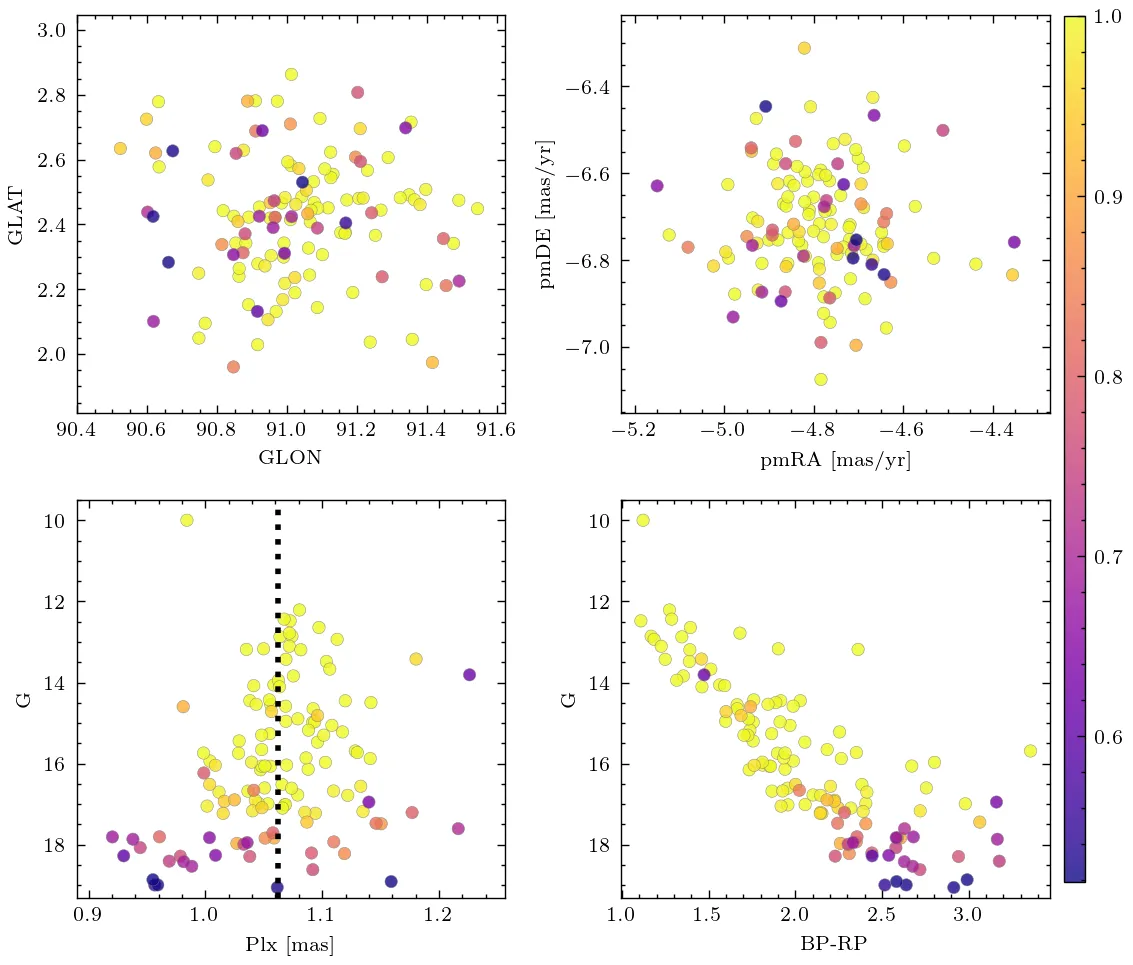 3.0
2.8
2.6
2.4
2.2
2.0
GLAT
90.4 90.6 90.8 91.0 91.2 91.4 91.6
GLON
−6.4
−6.6
−6.8
−7.0
pmDE [mas/yr]
−5.2 −5.0 −4.8 −4.6 −4.4
pmRA [mas/yr]
1.0
0.9
0.8
0.7
0.6
10
12
14
16
18
G
0.9 1.0 1.1 1.2
Plx [mas]
10
12
14
16
18
G
1.0 1.5 2.0 2.5 3.0
BP-RP